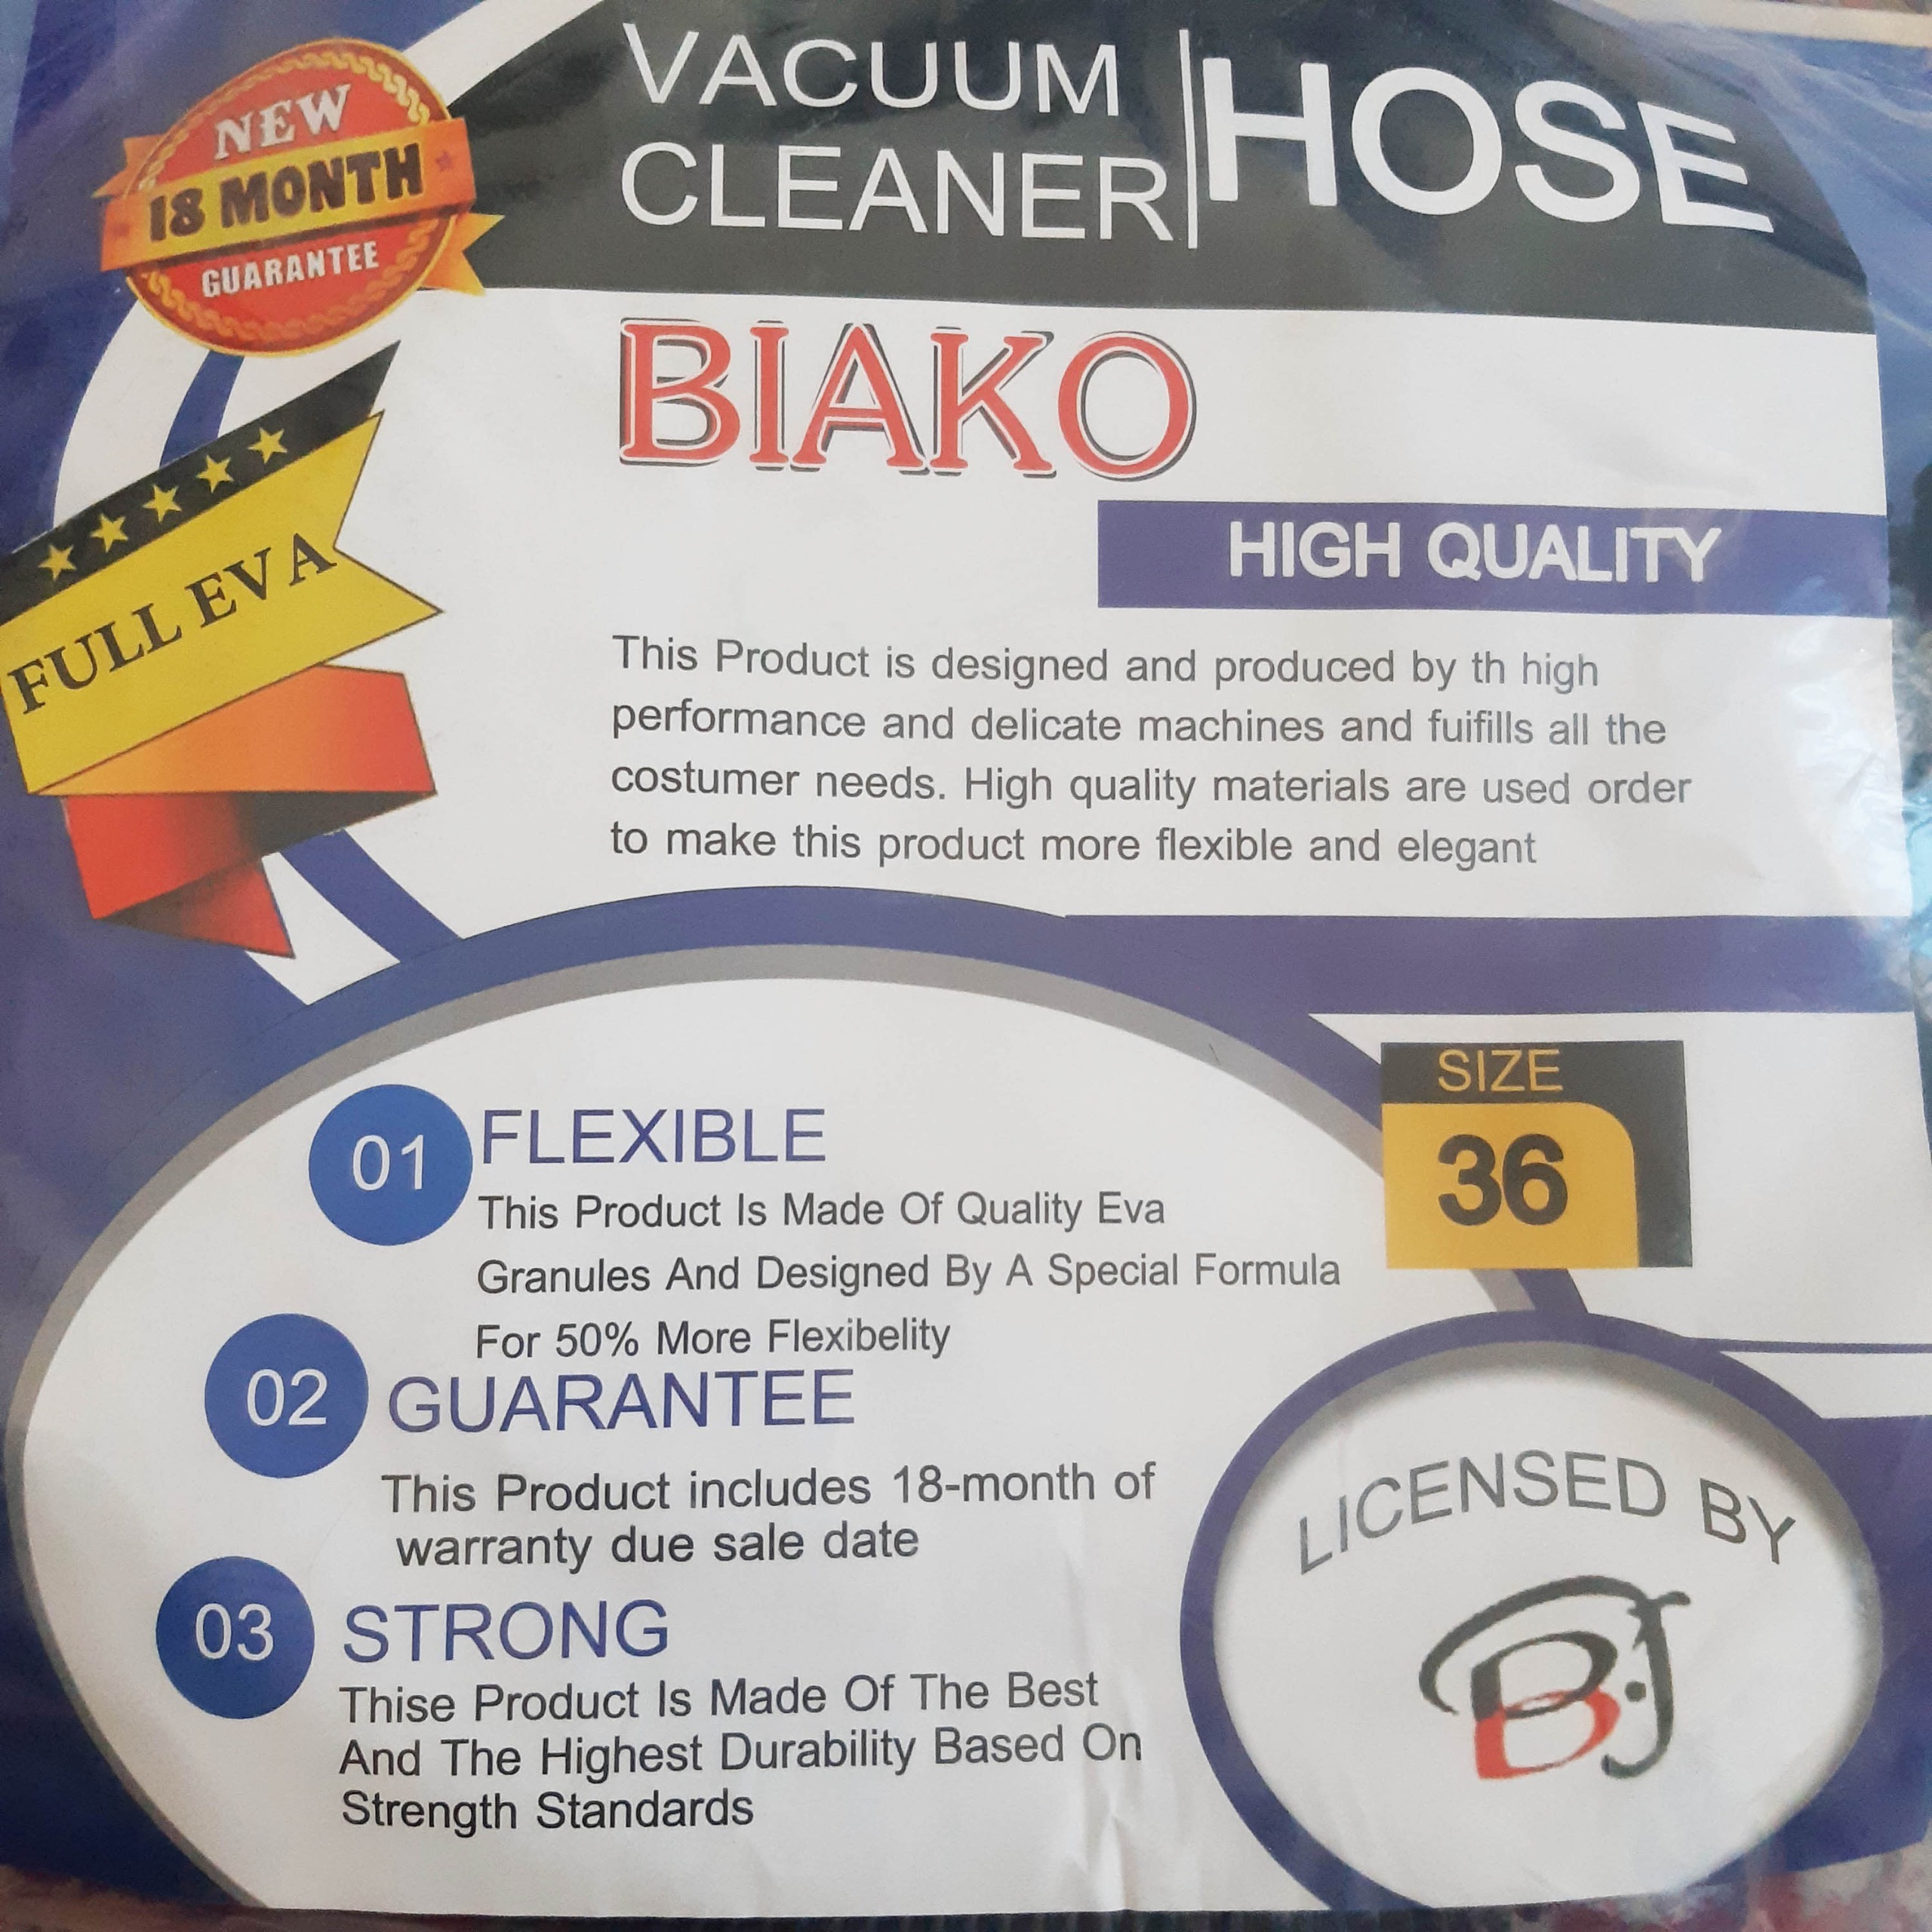 NEW
18 MONTH
GUARANTEE
VACUUM
CLEANER
HOSE
BIAKO
FULL EVA
HIGH QUALITY
This Product is designed and produced by th high
performance and delicate machines and fuifills all the
costumer needs. High quality materials are used order
to make this product more flexible and elegant
SIZE
36
01
FLEXIBLE
This Product Is Made Of Quality Eva
Granules And Designed By A Special Formula
For 50% More Flexibelity
02
GUARANTEE
This Product includes 18-month of
warranty due sale date
03
STRONG
Thise Product Is Made Of The Best
And The Highest Durability Based On
Strength Standards
LICENSED BY
B.J